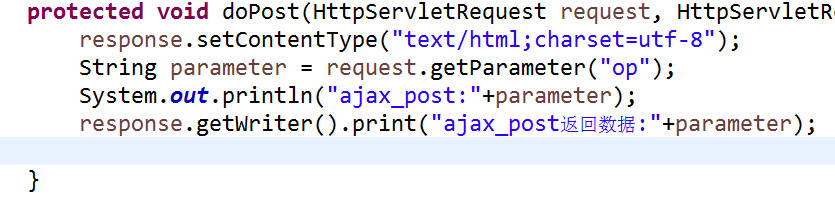 protected void doPost(HttpServletRequest request, HttpServletRe
response.setContentType("text/html;charset=utf-8");
String parameter = request.getParameter("op");
System.out.println("ajax_post:"+parameter);
response.getWriter().print("ajax_post返回数据:"+parameter);
}